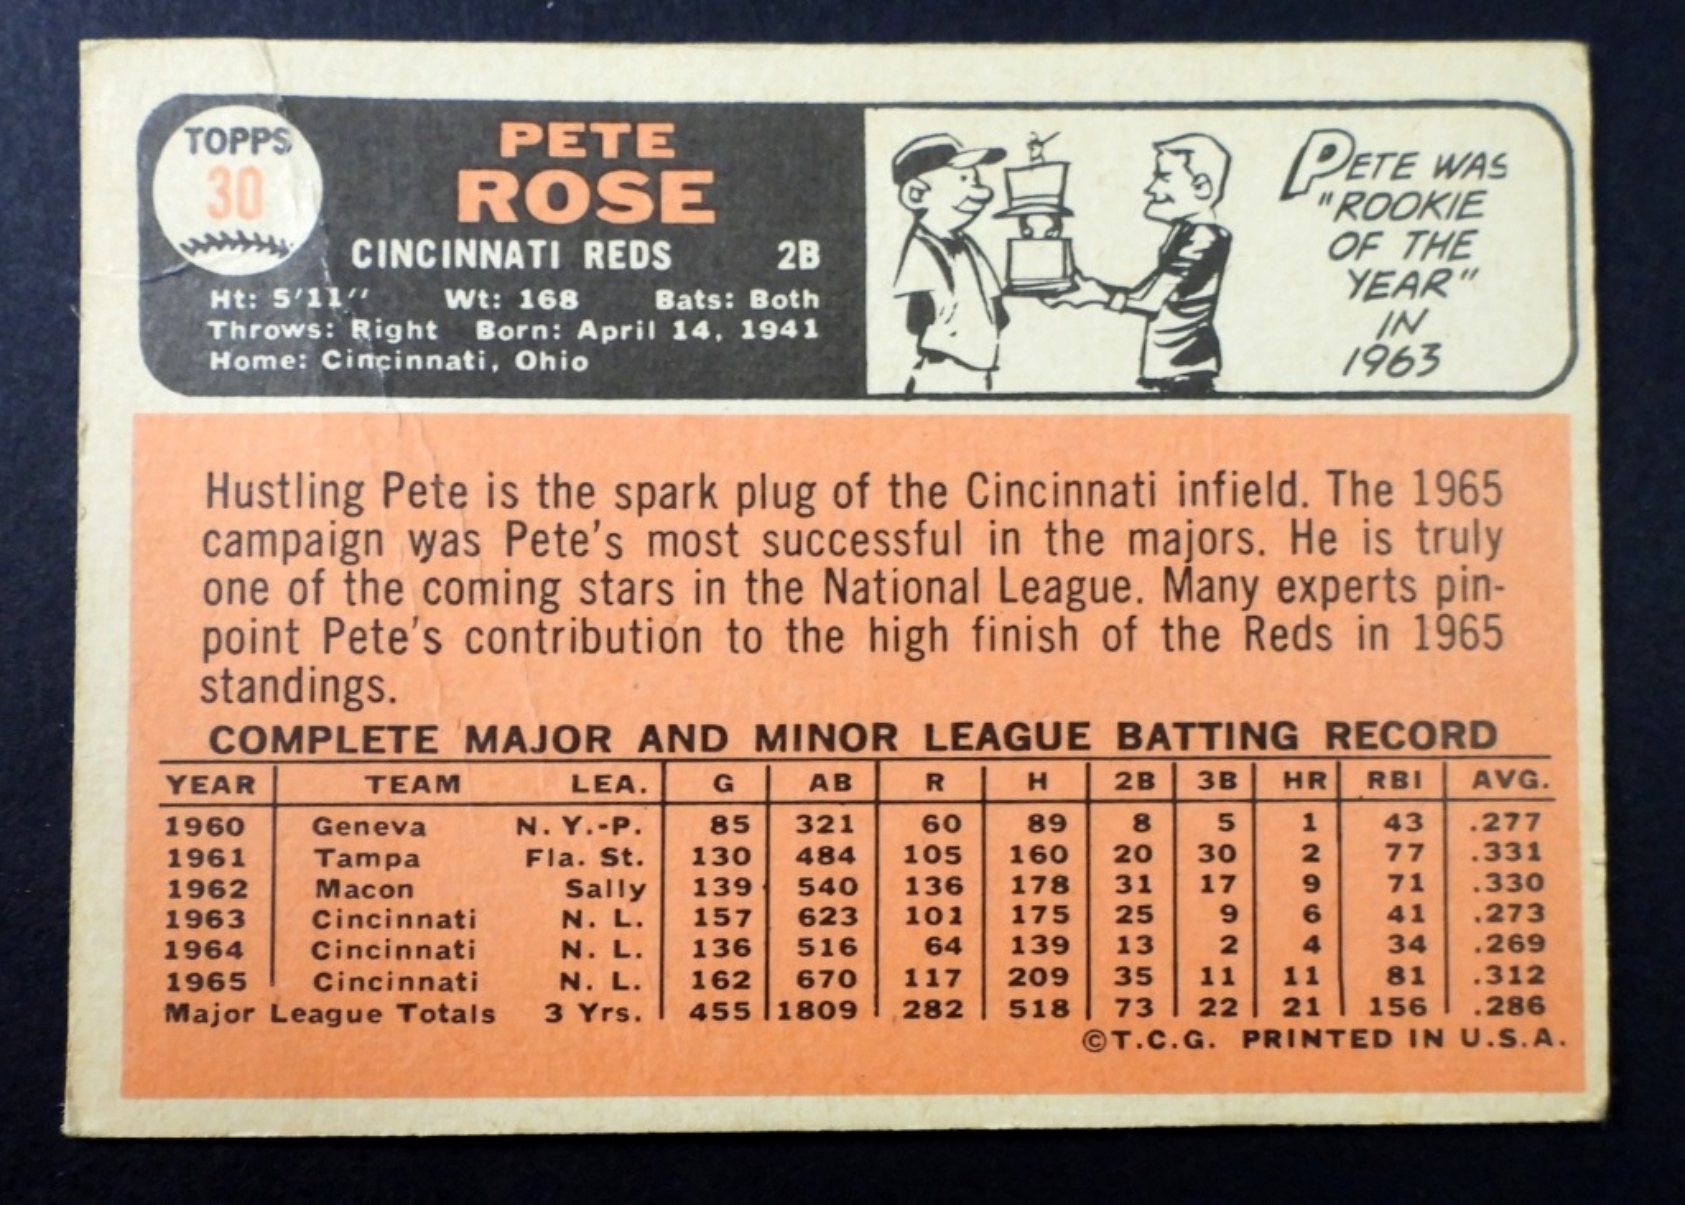 TOPPS
30
PETE
ROSE
CINCINNATI REDS 2B
Ht: 5'11" Wt: 168 Bats: Both
Throws: Right Born: April 14, 1941
Home: Cincinnati, Ohio
PETE WAS
"ROOKIE
OF THE
YEAR"
IN
1963
Hustling Pete is the spark plug of the Cincinnati infield. The 1965
campaign was Pete's most successful in the majors. He is truly
one of the coming stars in the National League. Many experts pin-
point Pete's contribution to the high finish of the Reds in 1965
standings.
COMPLETE MAJOR AND MINOR LEAGUE BATTING RECORD
YEAR TEAM LEA. G AB R H 2B 3B HR RBI AVG.
1960 Geneva N. Y.-P. 85 321 60 89 8 5 1 43 .277
1961 Tampa Fla. St. 130 484 105 160 20 30 2 77 .331
1962 Macon Sally 139 540 136 178 31 17 9 71 .330
1963 Cincinnati N. L. 157 623 101 175 25 9 6 41 .273
1964 Cincinnati N. L. 136 516 64 139 13 2 4 34 .269
1965 Cincinnati N. L. 162 670 117 209 35 11 11 81 .312
Major League Totals 3 Yrs. 455 1809 282 518 73 22 21 156 .286
©T.C.G. PRINTED IN U.S.A.